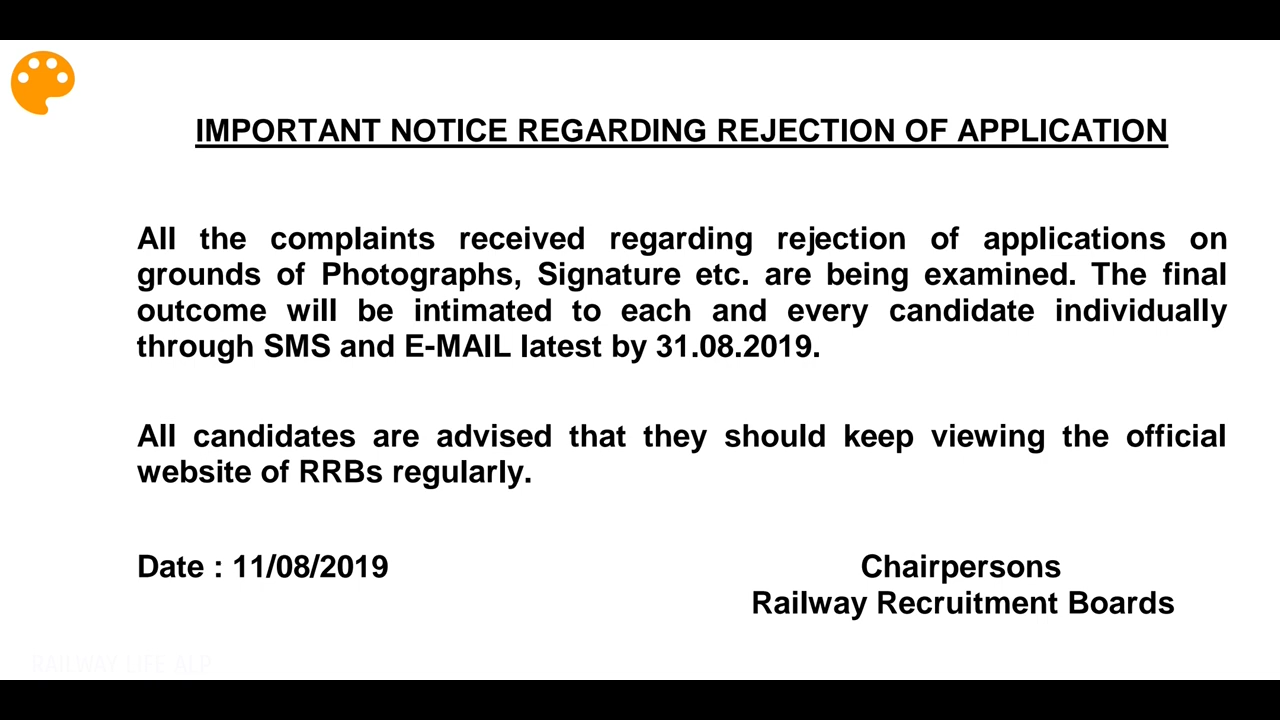 IMPORTANT NOTICE REGARDING REJECTION OF APPLICATION
All the complaints received regarding rejection of applications on
grounds of Photographs, Signature etc. are being examined. The final
outcome will be intimated to each and every candidate individually
through SMS and E-MAIL latest by 31.08.2019.
All candidates are advised that they should keep viewing the official
website of RRBs regularly.
Date : 11/08/2019
Chairpersons
Railway Recruitment Boards
RAILWAY LIFE ALP